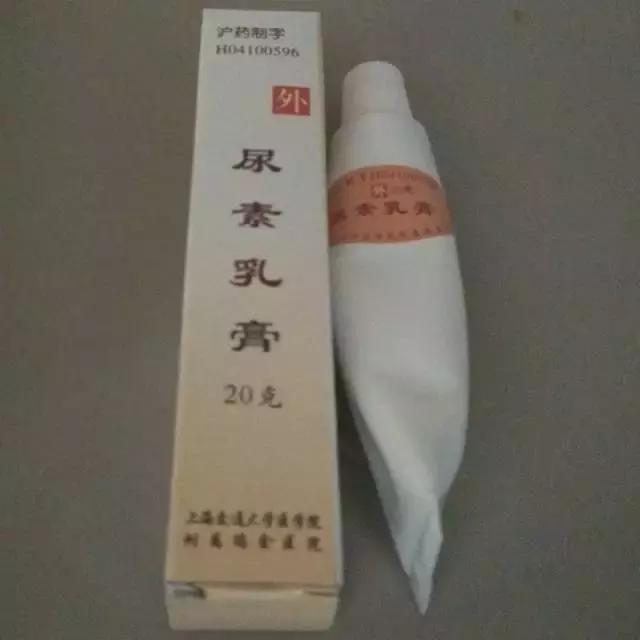 沪药制字
H04100596
外
尿素乳膏
20克
上海交通大学医学院
附属瑞金医院
尿素乳膏